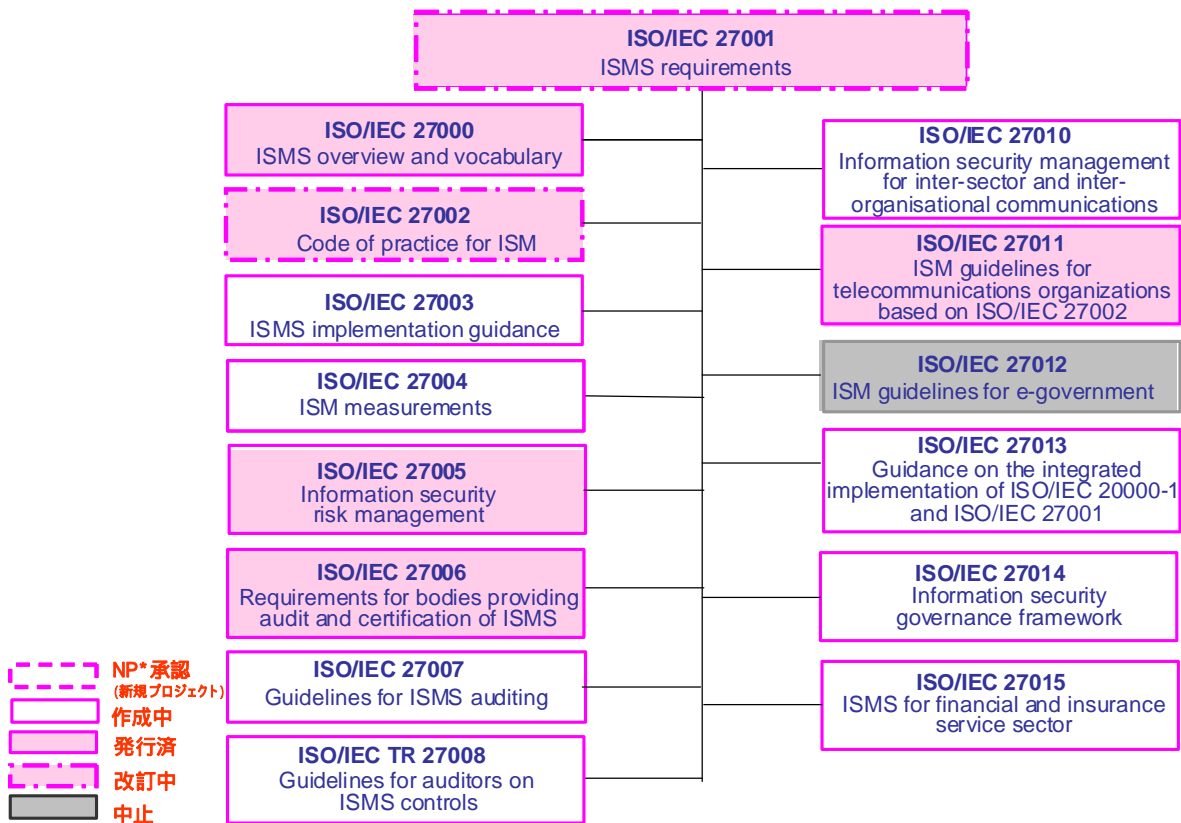 ISO/IEC 27001
ISMS requirements
ISO/IEC 27000
ISMS overview and vocabulary
ISO/IEC 27002
Code of practice for ISM
ISO/IEC 27003
ISMS implementation guidance
ISO/IEC 27004
ISM measurements
ISO/IEC 27005
Information security
risk management
ISO/IEC 27006
Requirements for bodies providing
audit and certification of ISMS
ISO/IEC 27007
Guidelines for ISMS auditing
ISO/IEC TR 27008
Guidelines for auditors on
ISMS controls
ISO/IEC 27010
Information security management
for inter-sector and inter-
organisational communications
ISO/IEC 27011
ISM guidelines for
telecommunications organizations
based on ISO/IEC 27002
ISO/IEC 27012
ISM guidelines for e-government
ISO/IEC 27013
Guidance on the integrated
implementation of ISO/IEC 20000-1
and ISO/IEC 27001
ISO/IEC 27014
Information security
governance framework
ISO/IEC 27015
ISMS for financial and insurance
service sector
NP*承認
(新規プロジェクト)
作成中
発行済
改訂中
中止